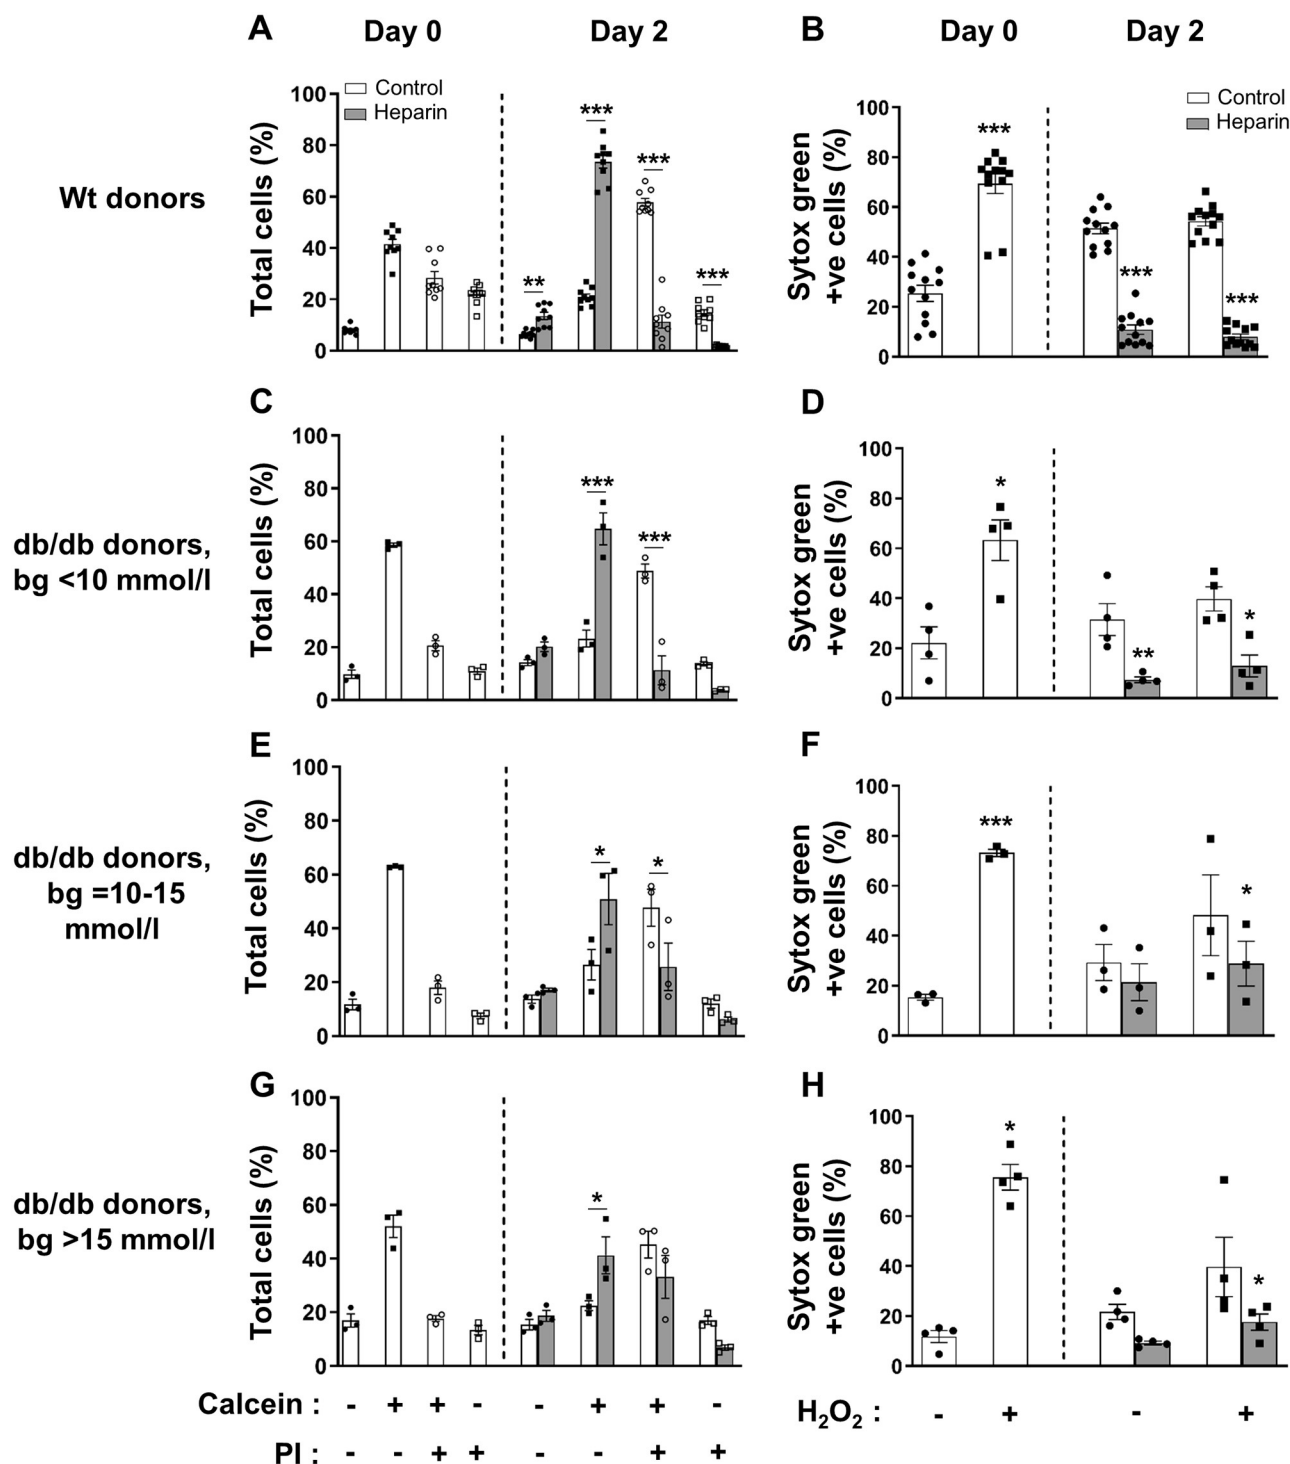 A
Day 0
Day 2
B
Day 0
Day 2
Wt donors
Total cells (%)
100
80
60
40
20
0
Control
Heparin
**
***
***
***
Sytox green
+ve cells (%)
100
80
60
40
20
0
***
***
***
Control
Heparin
C
D
db/db donors,
bg <10 mmol/l
Total cells (%)
100
80
60
40
20
0
***
***
Sytox green
+ve cells (%)
100
80
60
40
20
0
*
**
*
E
F
db/db donors,
bg =10-15
mmol/l
Total cells (%)
100
80
60
40
20
0
*
*
Sytox green
+ve cells (%)
100
80
60
40
20
0
***
*
G
H
db/db donors,
bg >15 mmol/l
Total cells (%)
100
80
60
40
20
0
*
Sytox green
+ve cells (%)
100
80
60
40
20
0
*
*
Calcein : - + + - - + + -
PI : - - + + - - + +
H₂O₂ : - + - +